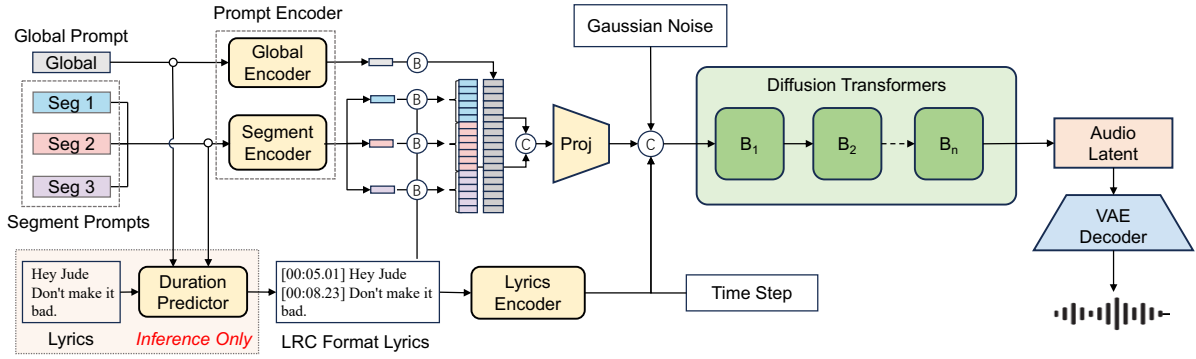 Prompt Encoder
Global Prompt
Global
Global
Encoder
B
Gaussian Noise
Seg 1
Seg 2
Seg 3
Segment Prompts
Segment
Encoder
B
B
B
C
Proj
C
Diffusion Transformers
B1
B2
Bn
Audio
Latent
VAE
Decoder
Hey Jude
Don't make it
bad.
Lyrics
Duration
Predictor
Inference Only
[00:05.01] Hey Jude
[00:08.23] Don't make it
bad.
LRC Format Lyrics
Lyrics
Encoder
Time Step